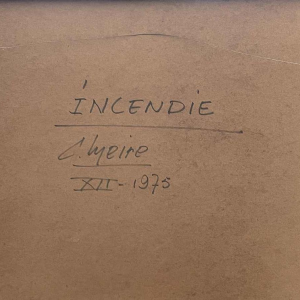 INCENDIE
C. Meire
XII - 1975